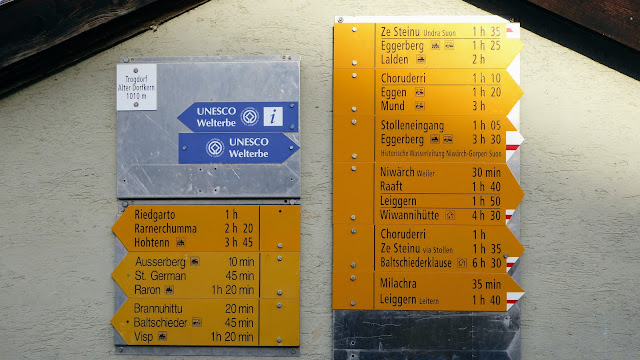 Trogdorf
Alter Dorfkern
1010 m
UNESCO
Welterbe
i
UNESCO
Welterbe
Riedgarto 1 h
Rarnerchumma 2 h 20
Hohtenn 3 h 45
Ausserberg 10 min
St. German 45 min
Raron 1 h 20 min
Brannuhittu 20 min
Baltschieder 45 min
Visp 1 h 20 min
Ze Steinu Undra Suon 1 h 35
Eggerberg 1 h 25
Lalden 2 h
Choruderri 1 h 10
Eggen 1 h 20
Mund 3 h
Stolleneingang 1 h 05
Eggerberg 3 h 30
Historische Wasserleitung Niwärch-Gorperi Suon
Niwärch Weiler 30 min
Raaft 1 h 40
Leiggern 1 h 50
Wiwannihütte 4 h 30
Choruderri 1 h
Ze Steinu via Stollen 1 h 35
Baltschiederklause 6 h 30
Milachra 35 min
Leiggern Leitern 1 h 40